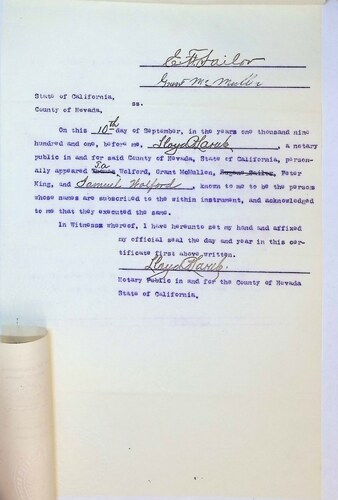 E. F. Sailor
Grant McMullen
State of California,
County of Nevada, ss.
On this 10th day of September, in the years one thousand nine
hundred and one, before me, Lloyd P. Larue, a notary
public in and for said County of Nevada, State of California, person-
ally appeared Wolford, Grant McMullen, Peter
King, and Samuel Wolford, known to me to be the persons
whose names are subscribed to the within instrument, and acknowledged
to me that they executed the same.
In Witness whereof, I have hereunto set my hand and affixed
my official seal the day and year in this cer-
tificate first above written.
Lloyd P. Larue.
Notary Public in and for the County of Nevada
State of California.